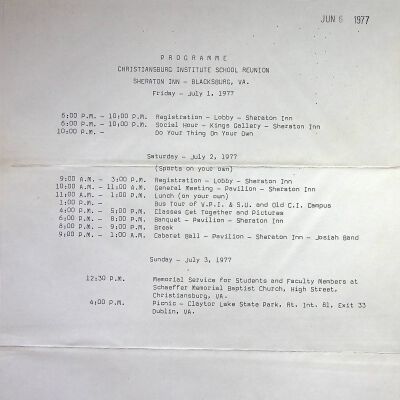 JUN 6 1977
PROGRAMME
CHRISTIANSBURG INSTITUTE SCHOOL REUNION
SHERATON INN - BLACKSBURG, VA.
Friday - July 1, 1977
6:00 P.M. - 10:00 P.M. Registration - Lobby - Sheraton Inn
6:00 P.M. - 10:00 P.M. Social Hour - Kings Gallery - Sheraton Inn
10:00 P.M. - Do Your Thing On Your Own
Saturday - July 2, 1977
(Sports on your own)
9:00 A.M. - 3:00 P.M. Registration - Lobby - Sheraton Inn
10:00 A.M. - 11:00 A.M. General Meeting - Pavilion - Sheraton Inn
11:00 A.M. - 1:00 P.M. Lunch (on your own)
1:00 P.M. - Bus Tour of V.P.I. & S.U. and Old C.I. Campus
4:00 P.M. - 5:00 P.M. Classes Get Together and Pictures
6:00 P.M. - 8:00 P.M. Banquet - Pavilion - Sheraton Inn
8:00 P.M. - 9:00 P.M. Break
9:00 P.M. - 1:00 A.M. Cabaret Ball - Pavilion - Sheraton Inn - Josiah Band
Sunday - July 3, 1977
12:30 P.M. Memorial Service for Students and Faculty Members at
Schaeffer Memorial Baptist Church, High Street,
Christiansburg, VA.
4:00 P.M. Picnic - Claytor Lake State Park, Rt. Int. 81, Exit 33
Dublin, VA.